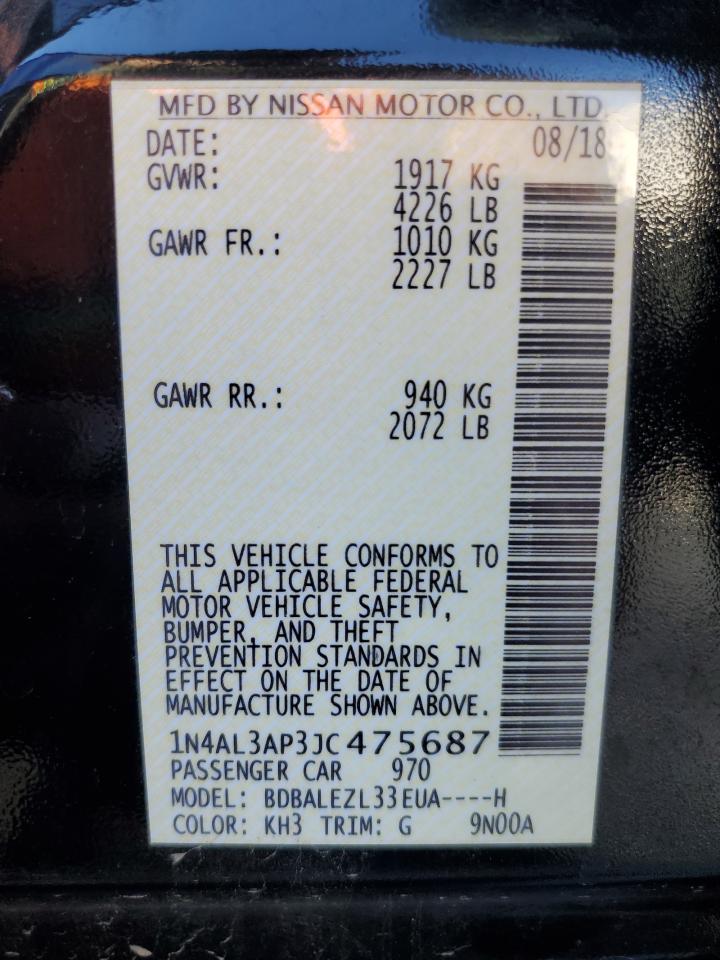 MFD BY NISSAN MOTOR CO., LTD.
DATE: 08/18
GVWR: 1917 KG
4226 LB
GAWR FR.: 1010 KG
2227 LB
GAWR RR.: 940 KG
2072 LB
THIS VEHICLE CONFORMS TO
ALL APPLICABLE FEDERAL
MOTOR VEHICLE SAFETY,
BUMPER, AND THEFT
PREVENTION STANDARDS IN
EFFECT ON THE DATE OF
MANUFACTURE SHOWN ABOVE.
1N4AL3AP3JC475687
PASSENGER CAR 970
MODEL: BDBALEZL33EUA----H
COLOR: KH3 TRIM: G 9N00A